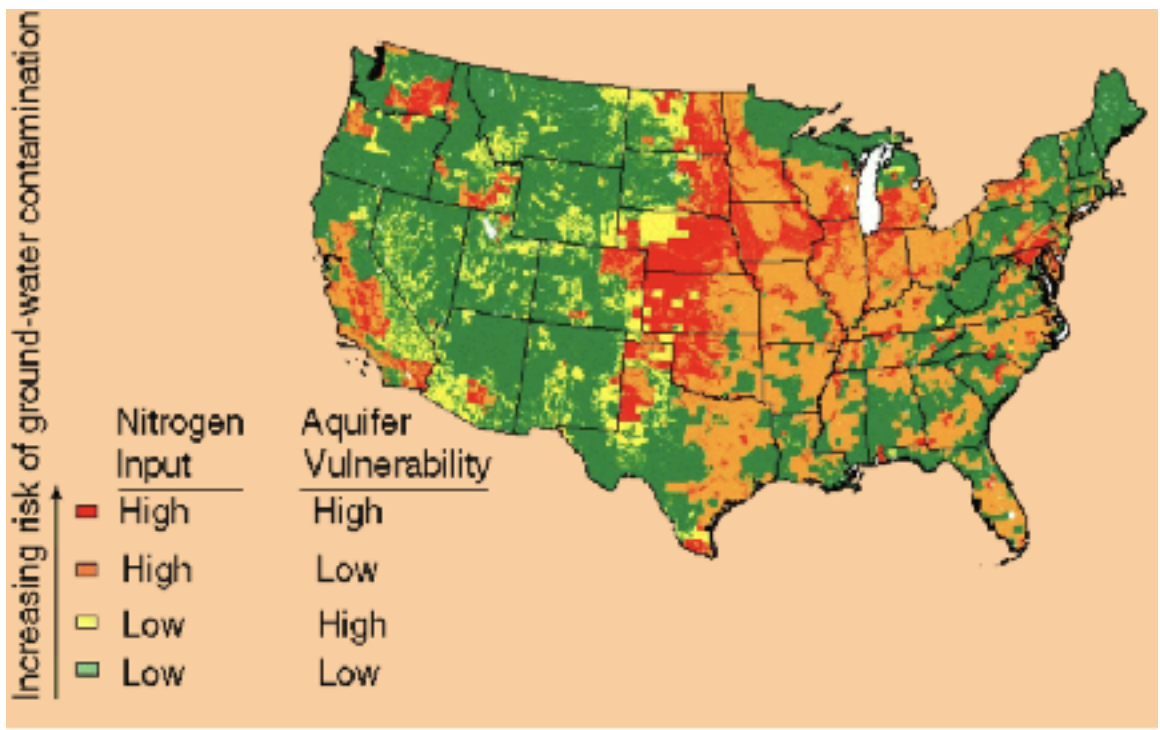 Increasing risk of ground-water contamination
Nitrogen Aquifer
Input Vulnerability
High High
High Low
Low High
Low Low